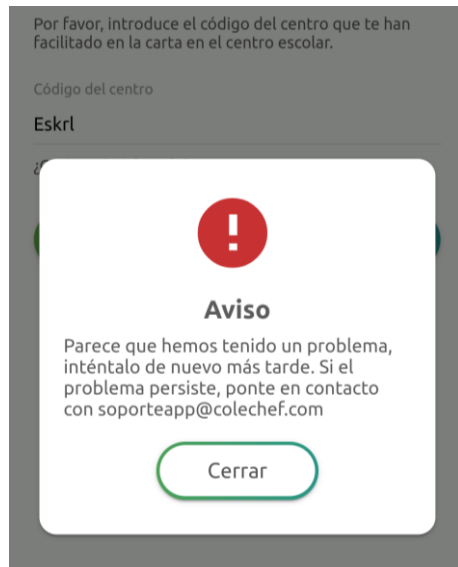 Por favor, introduce el código del centro que te han
facilitado en la carta en el centro escolar.
Código del centro
Eskrl
Aviso
Parece que hemos tenido un problema,
inténtalo de nuevo más tarde. Si el
problema persiste, ponte en contacto
con soporteapp@colechef.com
Cerrar